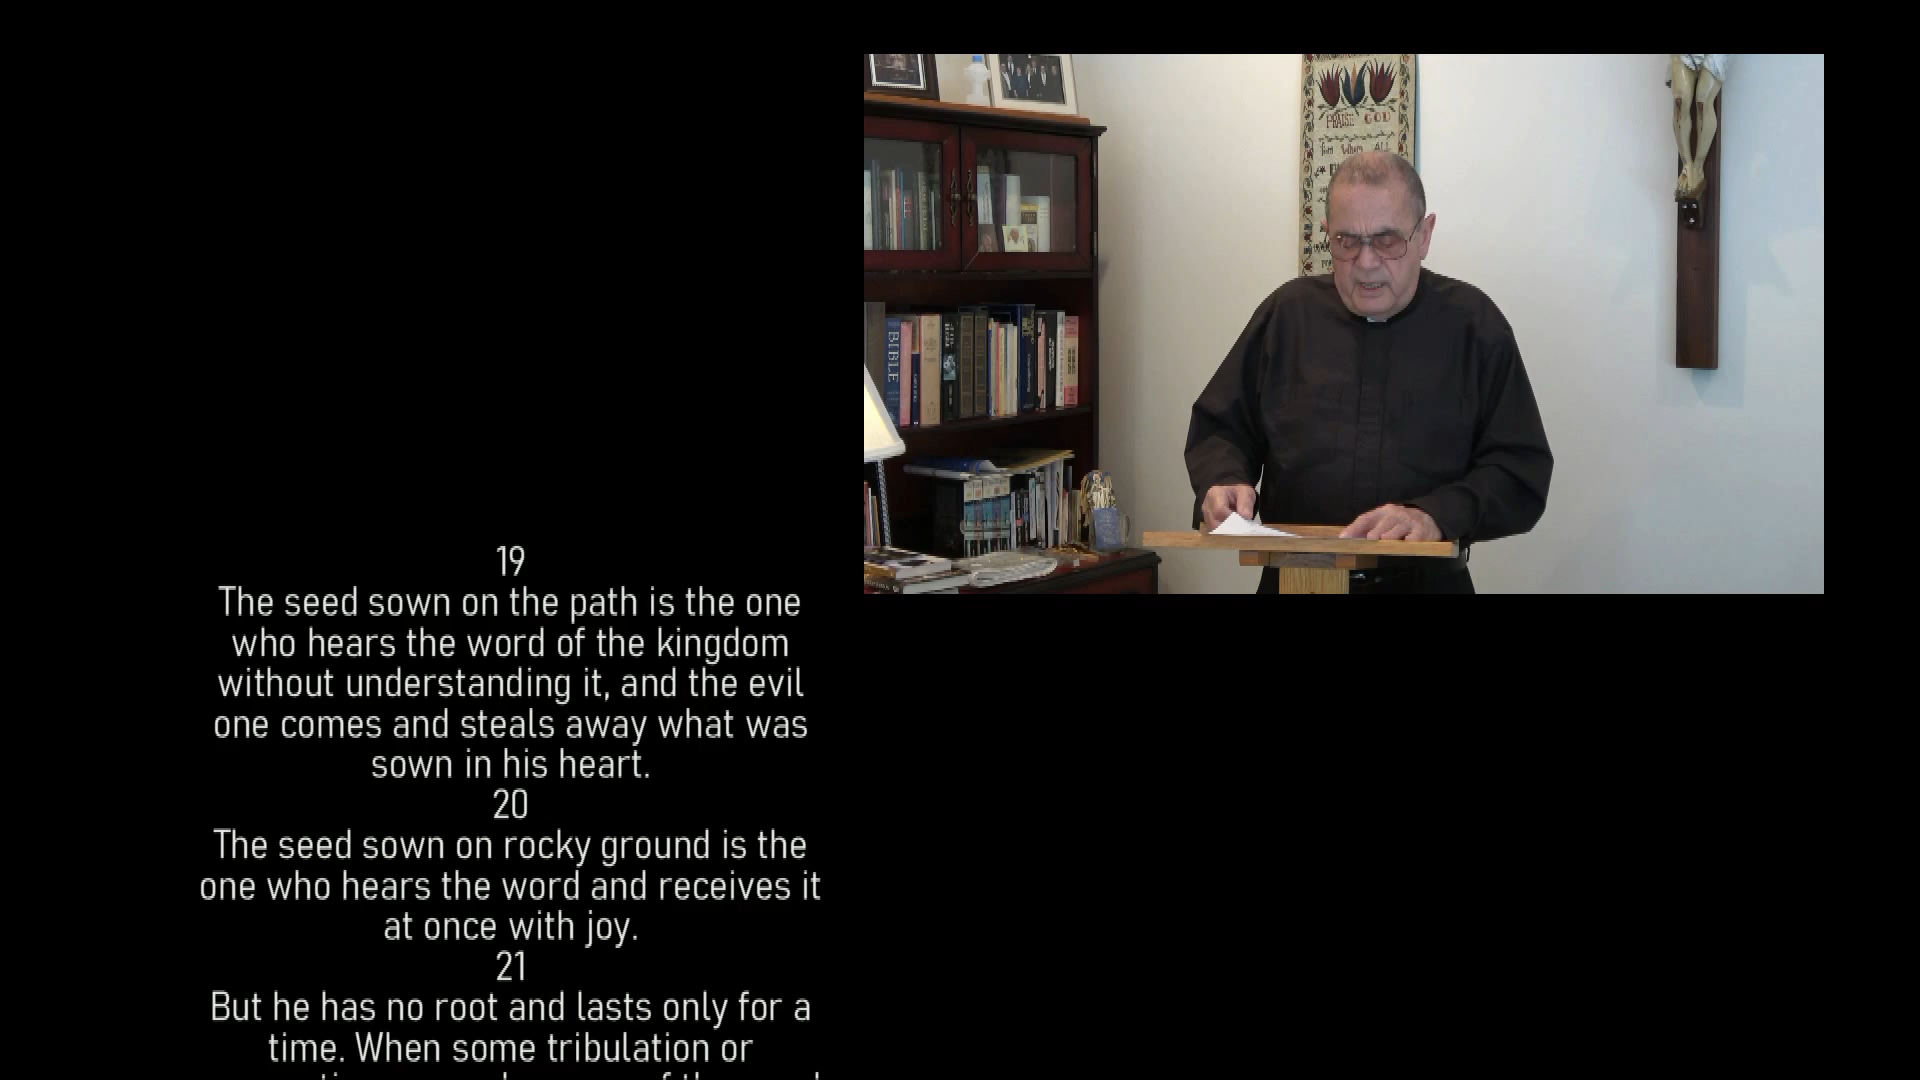 19
The seed sown on the path is the one
who hears the word of the kingdom
without understanding it, and the evil
one comes and steals away what was
sown in his heart.
20
The seed sown on rocky ground is the
one who hears the word and receives it
at once with joy.
21
But he has no root and lasts only for a
time. When some tribulation or
PRAISE GOD
from Whom ALL
BIBLE